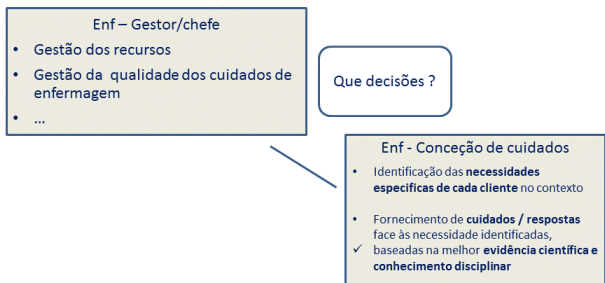 Enf – Gestor/chefe
• Gestão dos recursos
• Gestão da qualidade dos cuidados de
enfermagem
• ...
Que decisões ?
Enf - Conceção de cuidados
• Identificação das necessidades
especificas de cada cliente no contexto
• Fornecimento de cuidados / respostas
face às necessidade identificadas,
✓ baseadas na melhor evidência científica e
conhecimento disciplinar